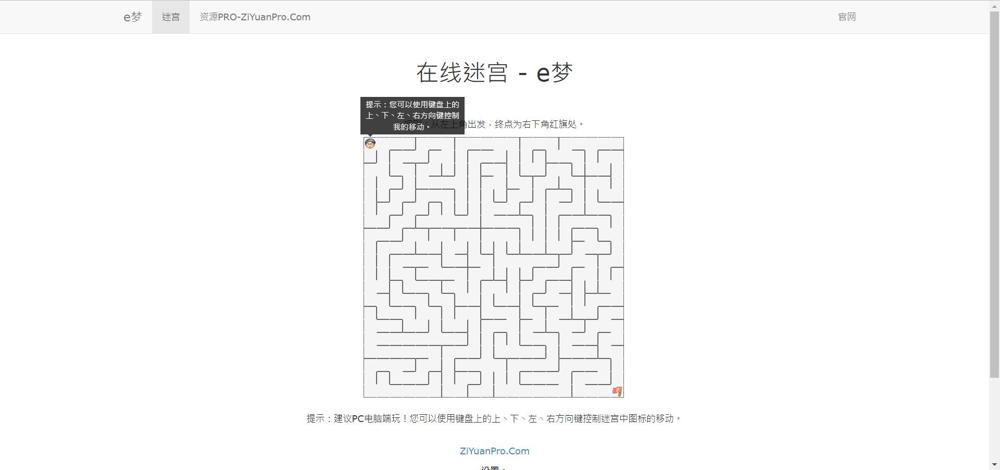 e梦 迷宫 资源PRO-ZiYuanPro.Com 官网
在线迷宫 - e梦
提示：您可以使用键盘上的
上、下、左、右方向键控制
我的移动。
从左上角出发，终点为右下角红旗处。
提示：建议PC电脑端玩！您可以使用键盘上的上、下、左、右方向键控制迷宫中图标的移动。
ZiYuanPro.Com